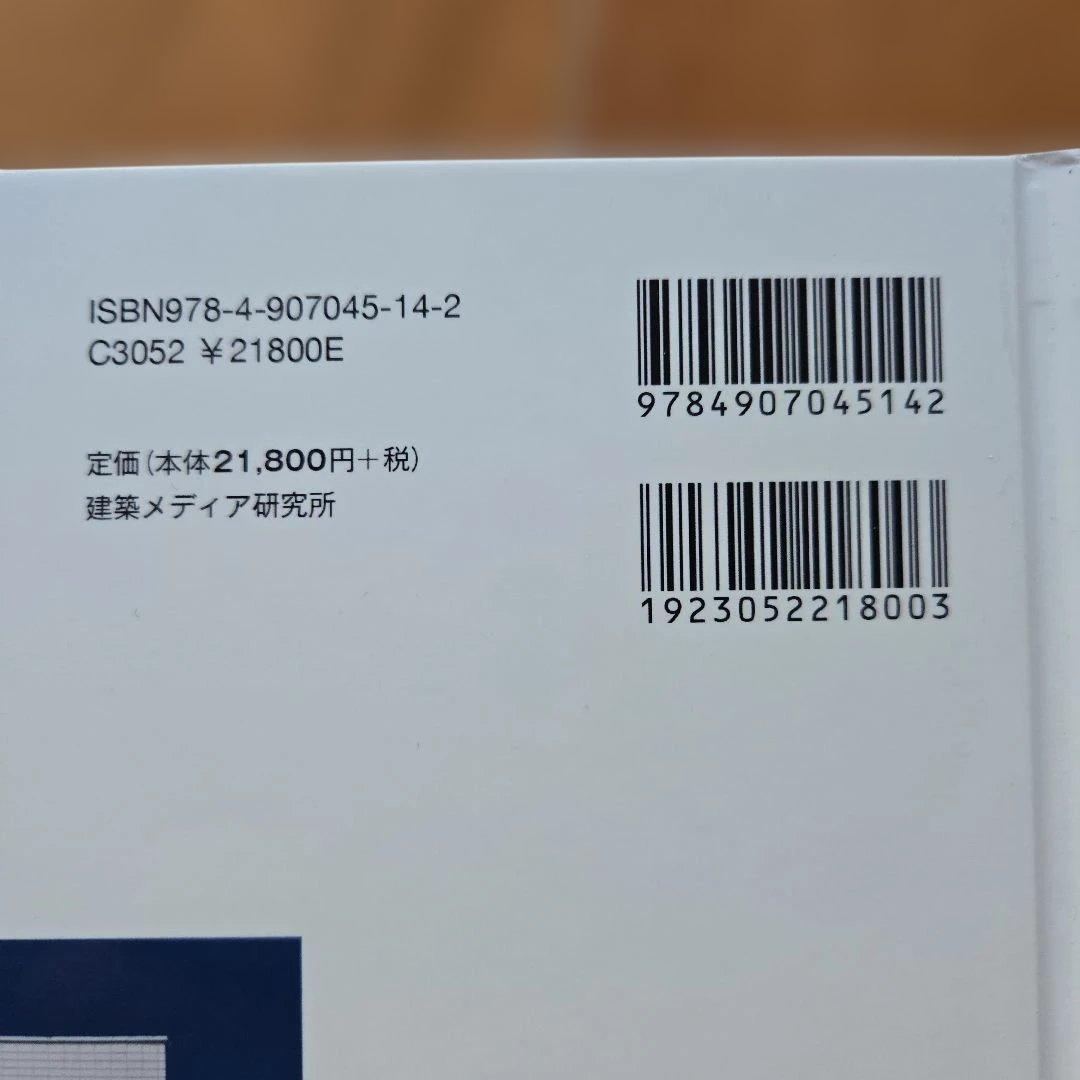 ISBN978-4-907045-14-2
C3052 ¥21800E
定価(本体21,800円+税)
建築メディア研究所
9784907045142
1923052218003